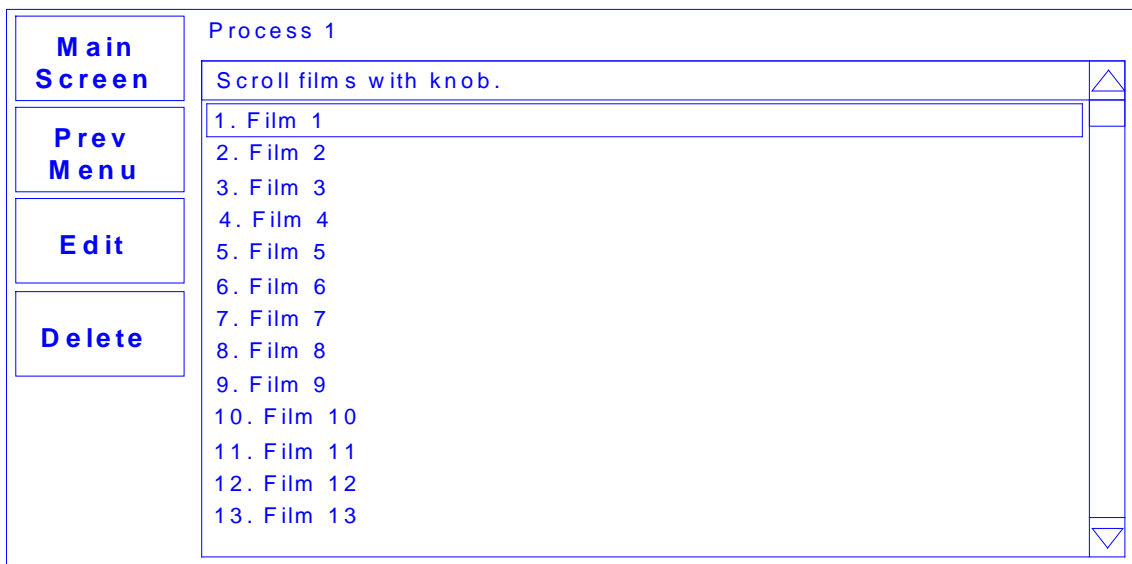 Main
Screen
Prev
Menu
Edit
Delete
Process 1
Scroll films with knob.
1. Film 1
2. Film 2
3. Film 3
4. Film 4
5. Film 5
6. Film 6
7. Film 7
8. Film 8
9. Film 9
10. Film 10
11. Film 11
12. Film 12
13. Film 13